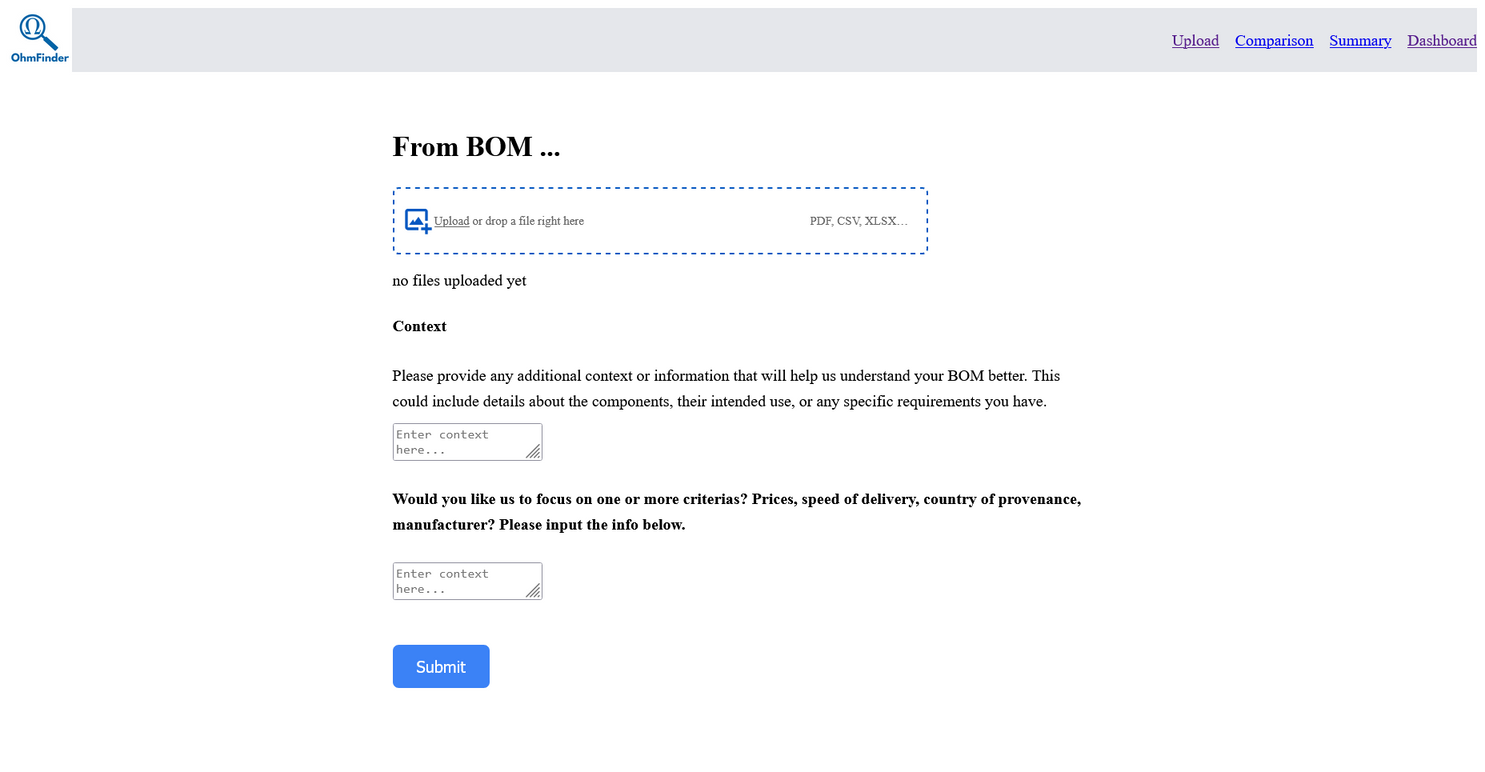 Ω
OhmFinder
Upload Comparison Summary Dashboard
From BOM ...
Upload or drop a file right here PDF, CSV, XLSX...
no files uploaded yet
Context
Please provide any additional context or information that will help us understand your BOM better. This
could include details about the components, their intended use, or any specific requirements you have.
Enter context
here...
Would you like us to focus on one or more criterias? Prices, speed of delivery, country of provenance,
manufacturer? Please input the info below.
Enter context
here...
Submit